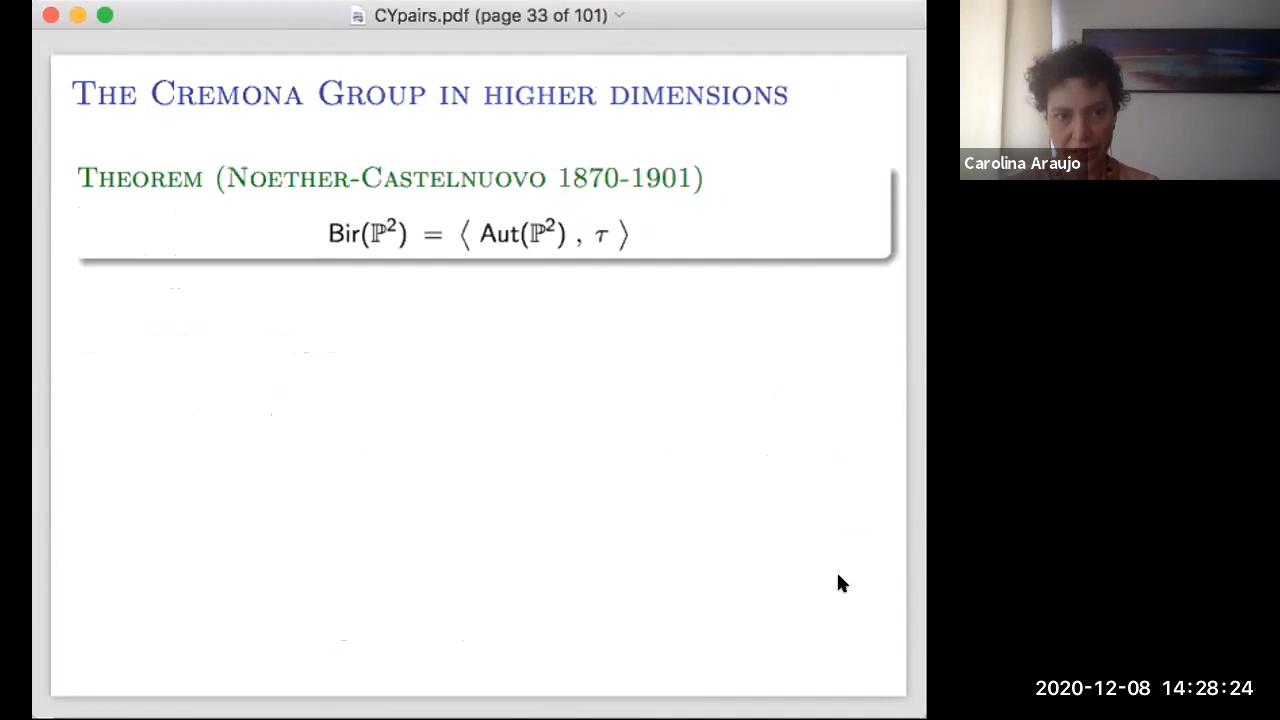 CYpairs.pdf (page 33 of 101)
The Cremona Group in higher dimensions
Theorem (Noether-Castelnuovo 1870-1901)
Bir(ℙ²) = ⟨ Aut(ℙ²) , τ ⟩
Carolina Araujo
2020-12-08 14:28:24